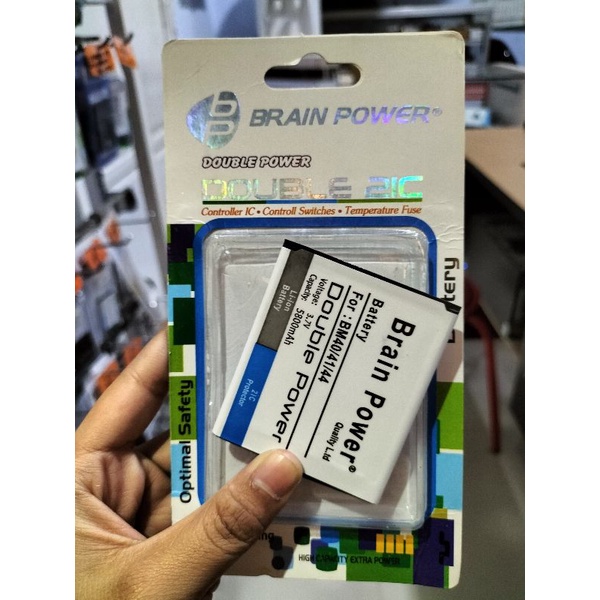 BP
BRAIN POWER®
DOUBLE POWER
DOUBLE 2IC
Controller IC • Controll Switches • Temperature Fuse
Optimal Safety
Brain Power®
Quality L.td
Battery
For : BM40/41/44
Double Power
Voltage: 3.7V
Capacity: 5800mAh
Li-ion
Battery
2IC
Protector
HIGH CAPACITY EXTRA POWER